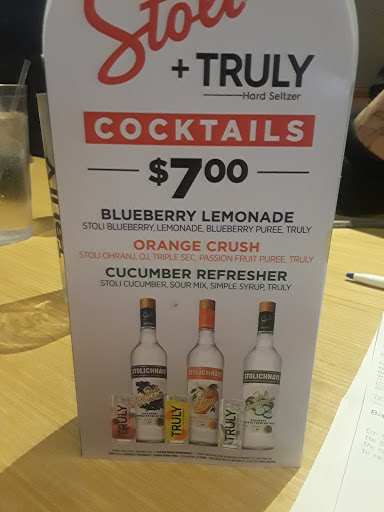 Stoli
+ TRULY
Hard Seltzer
COCKTAILS
$7.00
BLUEBERRY LEMONADE
STOLI BLUEBERRY, LEMONADE, BLUEBERRY PUREE, TRULY
ORANGE CRUSH
STOLI OHRANJ, OJ, TRIPLE SEC, PASSION FRUIT PUREE, TRULY
CUCUMBER REFRESHER
STOLI CUCUMBER, SOUR MIX, SIMPLE SYRUP, TRULY
STOLICHNAYA STOLICHNAYA STOLICHNAYA
TRULY TRULY TRULY